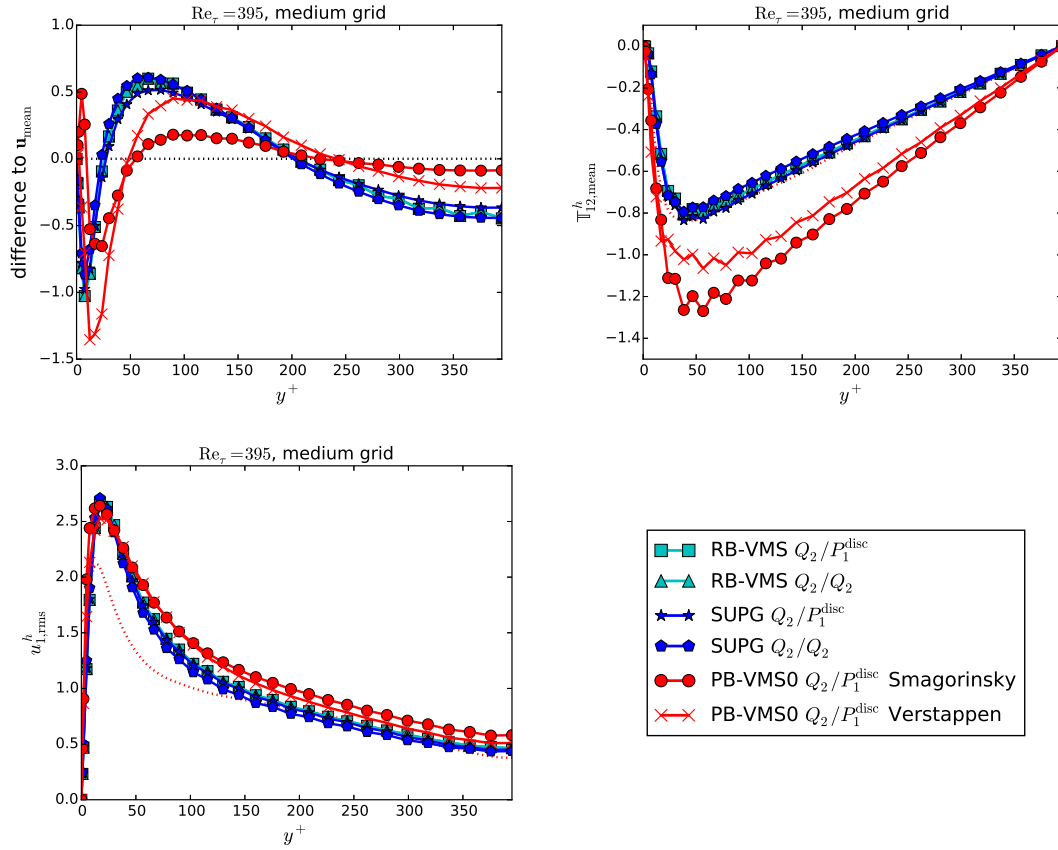 Re_τ =395, medium grid
difference to u_mean
1.0
0.5
0.0
−0.5
−1.0
−1.5
0 50 100 150 200 250 300 350
y^+
Re_τ =395, medium grid
𝕋^h_{12,mean}
0.0
−0.2
−0.4
−0.6
−0.8
−1.0
−1.2
−1.4
0 50 100 150 200 250 300 350
y^+
Re_τ =395, medium grid
u^h_{1,rms}
3.0
2.5
2.0
1.5
1.0
0.5
0.0
0 50 100 150 200 250 300 350
y^+
RB-VMS Q_2/P_1^disc
RB-VMS Q_2/Q_2
SUPG Q_2/P_1^disc
SUPG Q_2/Q_2
PB-VMS0 Q_2/P_1^disc Smagorinsky
PB-VMS0 Q_2/P_1^disc Verstappen